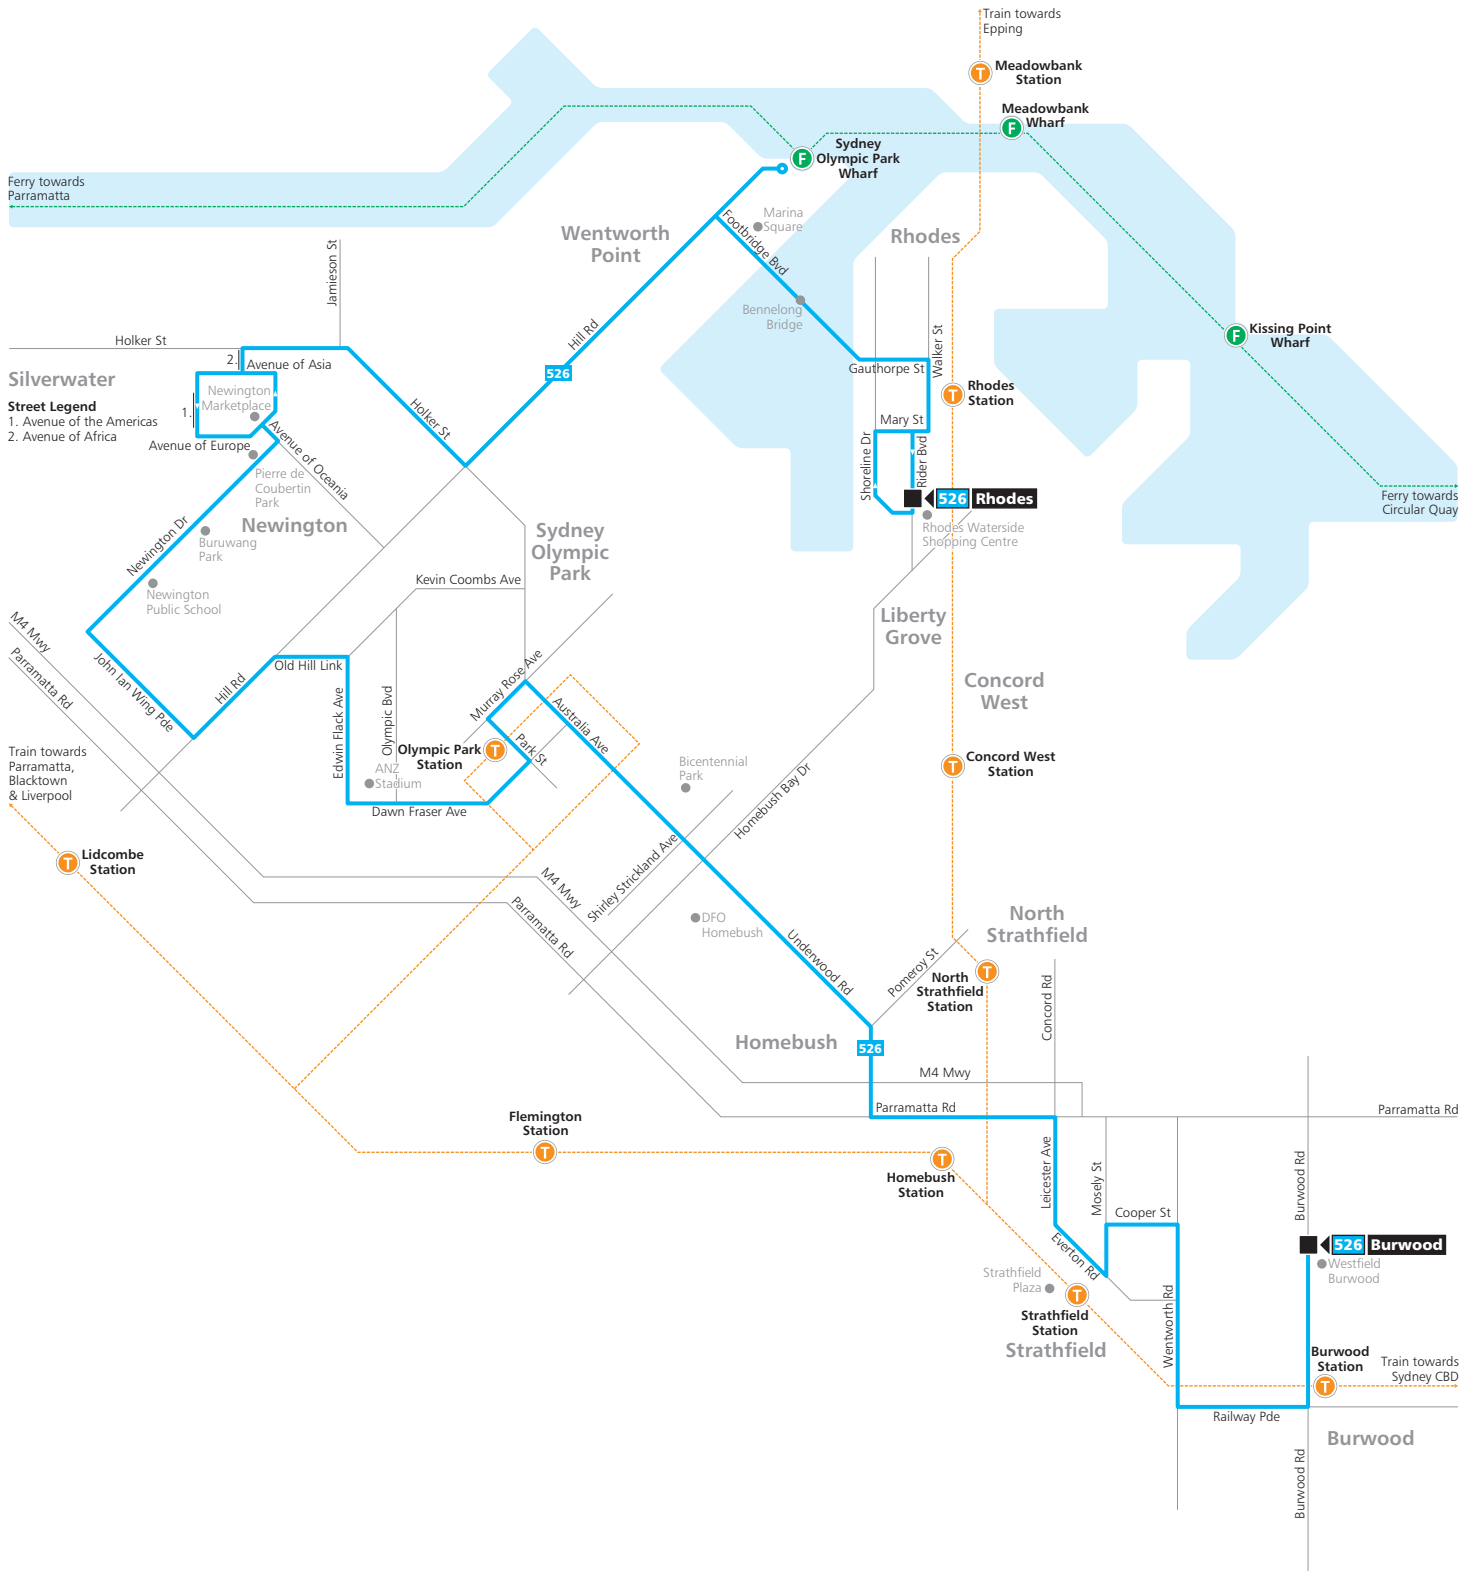 Train towards
Epping
Meadowbank
Station
Meadowbank
Wharf
Sydney
Olympic Park
Wharf
Ferry towards
Parramatta
Marina
Square
Footbridge Bvd
Wentworth
Point
Rhodes
Jamieson St
Bennelong
Bridge
Hill Rd
Walker St
Kissing Point
Wharf
Holker St
2.
Avenue of Asia
526
Gauthorpe St
Silverwater
Newington
Marketplace
Rhodes
Station
Street Legend
1. Avenue of the Americas
2. Avenue of Africa
1.
Holker St
Mary St
Avenue of Europe
Avenue of Oceania
Shoreline Dr
Rider Bvd
Pierre de
Coubertin
Park
526
Rhodes
Ferry towards
Circular Quay
Newington
Rhodes Waterside
Shopping Centre
Newington Dr
Buruwang
Park
Sydney
Olympic
Park
Kevin Coombs Ave
Newington
Public School
Liberty
Grove
M4 Mwy
Parramatta Rd
John Ian Wing Pde
Hill Rd
Old Hill Link
Murray Rose Ave
Concord
West
Edwin Flack Ave
Olympic Bvd
Australia Ave
Park St
Olympic Park
Station
Train towards
Parramatta,
Blacktown
& Liverpool
ANZ
Stadium
Bicentennial
Park
Concord West
Station
Homebush Bay Dr
Dawn Fraser Ave
Lidcombe
Station
Shirley Strickland Ave
M4 Mwy
Parramatta Rd
DFO
Homebush
North
Strathfield
Underwood Rd
Pomeroy St
North
Strathfield
Station
Concord Rd
Homebush
526
M4 Mwy
Parramatta Rd
Parramatta Rd
Flemington
Station
Homebush
Station
Leicester Ave
Mosely St
Burwood Rd
Cooper St
Everton Rd
526
Burwood
Westfield
Burwood
Strathfield
Plaza
Strathfield
Station
Strathfield
Wentworth Rd
Burwood
Station
Train towards
Sydney CBD
Railway Pde
Burwood
Burwood Rd